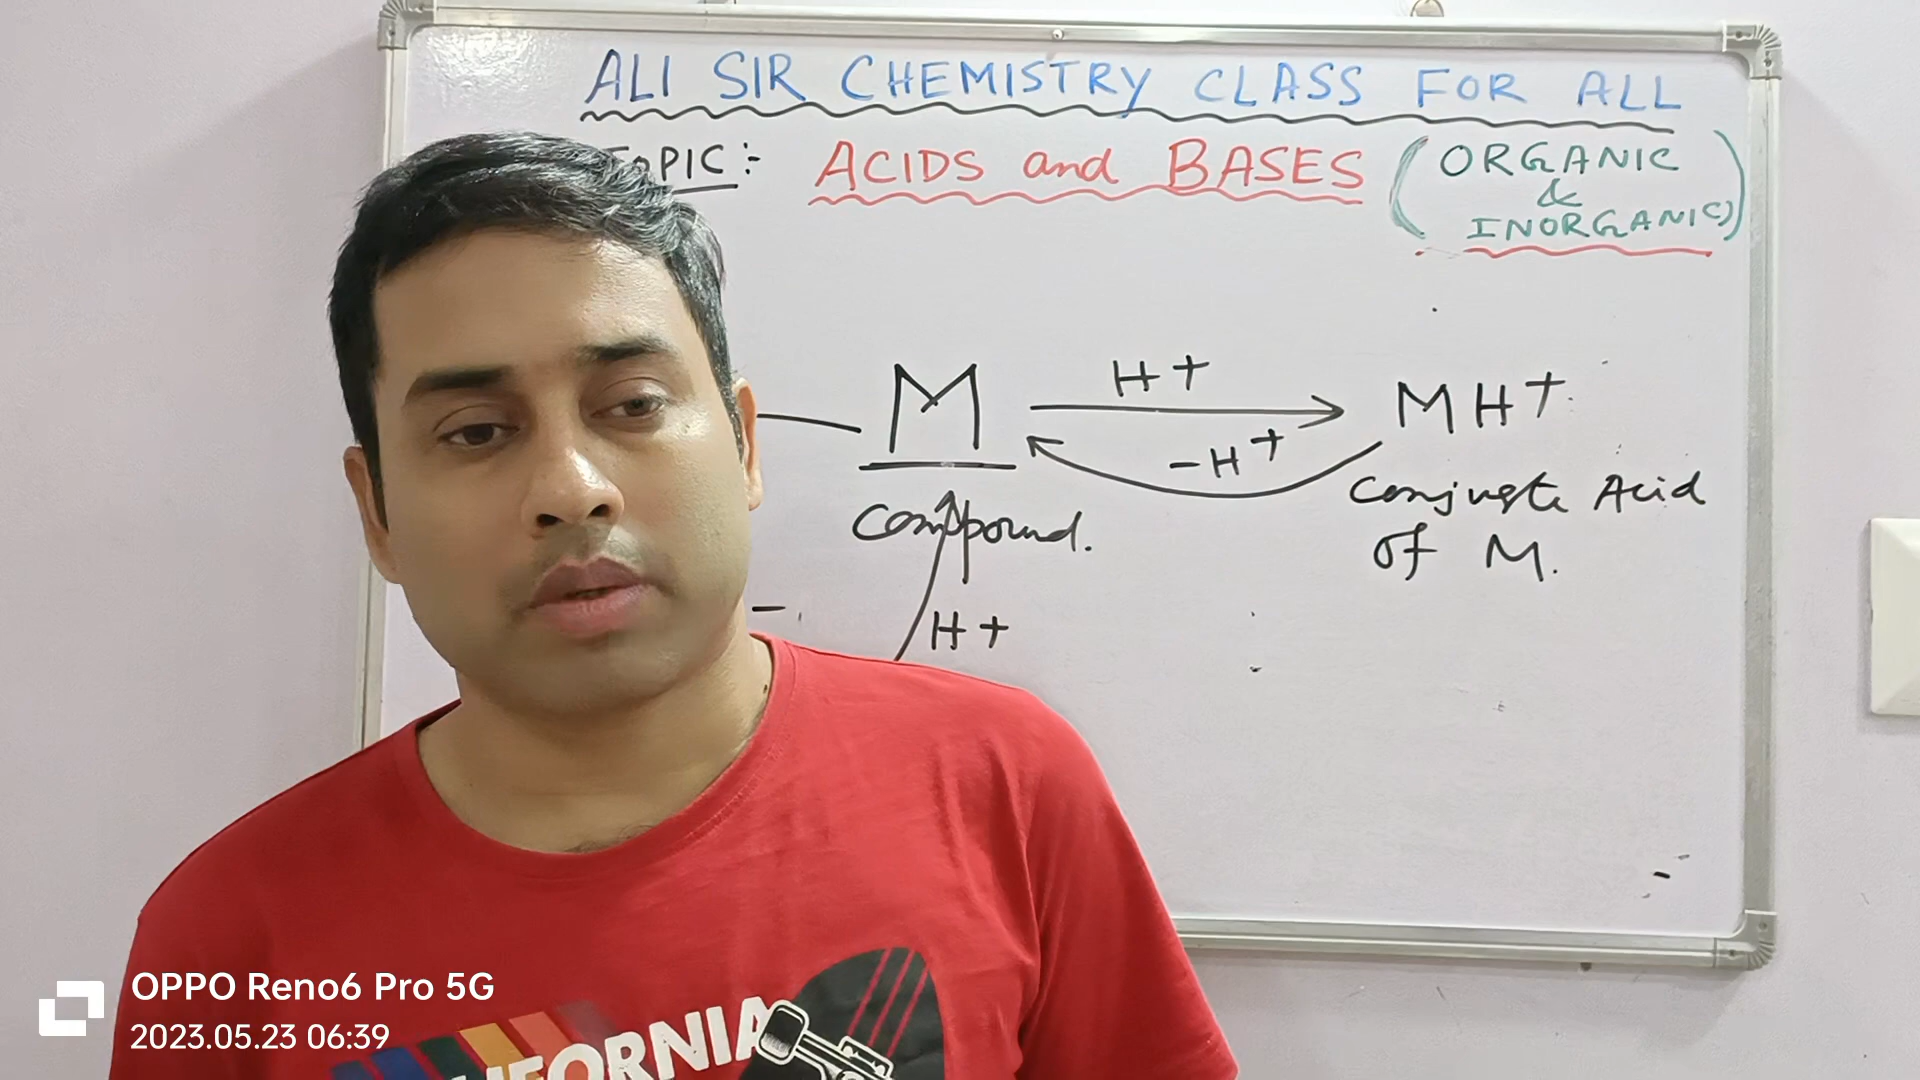 ALI SIR CHEMISTRY CLASS FOR ALL
TOPIC:- ACIDS and BASES (ORGANIC
&
INORGANIC)
M H+ MH+
-H+
Compound.
Conjugate Acid
of M.
H+
OPPO Reno6 Pro 5G
2023.05.23 06:39
IFORNIA